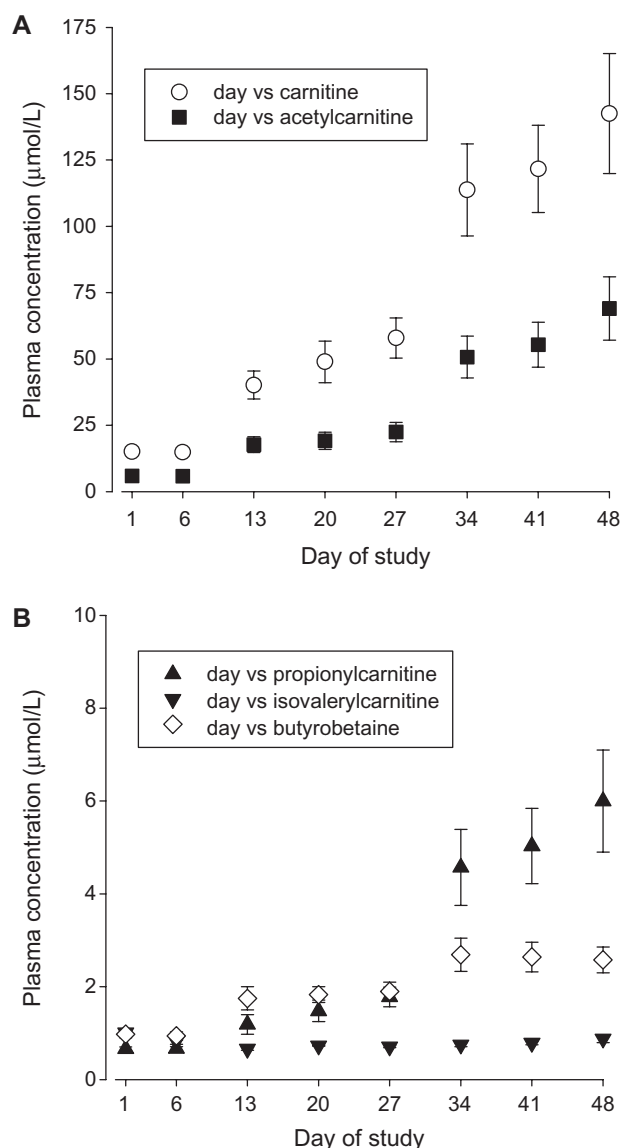 A
175
150
125
100
75
50
25
0
Plasma concentration (μmol/L)
day vs carnitine
day vs acetylcarnitine
1 6 13 20 27 34 41 48
Day of study
B
10
8
6
4
2
0
Plasma concentration (μmol/L)
day vs propionylcarnitine
day vs isovalerylcarnitine
day vs butyrobetaine
1 6 13 20 27 34 41 48
Day of study